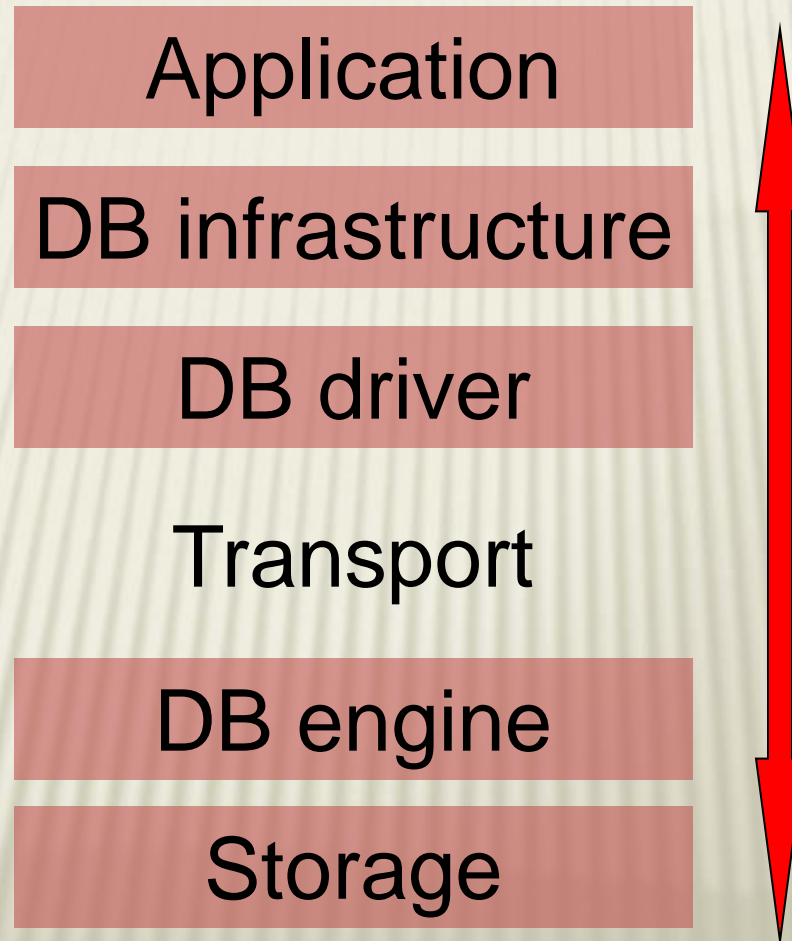 Application
DB infrastructure
DB driver
Transport
DB engine
Storage